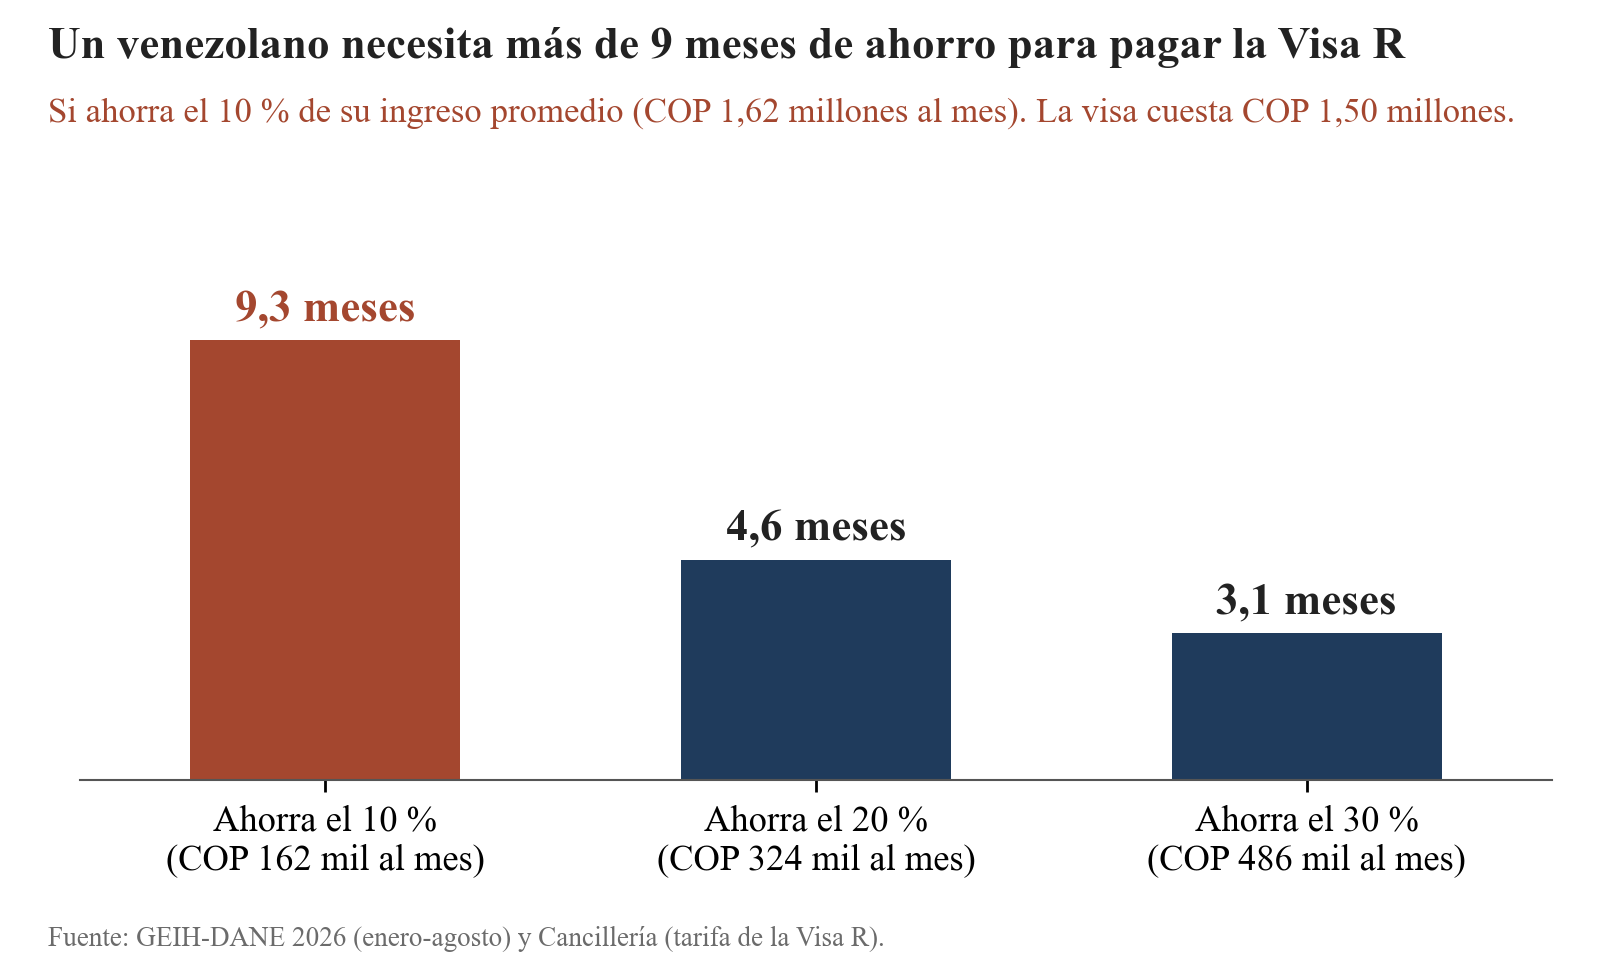 Un venezolano necesita más de 9 meses de ahorro para pagar la Visa R
Si ahorra el 10 % de su ingreso promedio (COP 1,62 millones al mes). La visa cuesta COP 1,50 millones.
9,3 meses
4,6 meses
3,1 meses
Ahorra el 10 %
(COP 162 mil al mes)
Ahorra el 20 %
(COP 324 mil al mes)
Ahorra el 30 %
(COP 486 mil al mes)
Fuente: GEIH-DANE 2026 (enero-agosto) y Cancillería (tarifa de la Visa R).